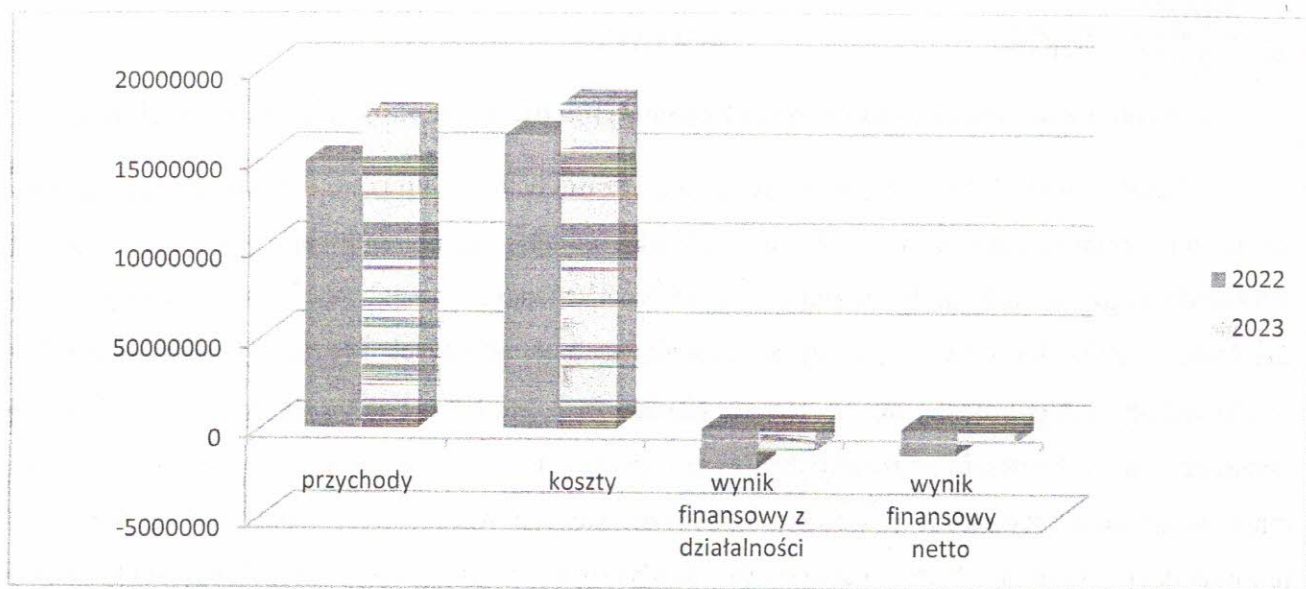 20000000
15000000
10000000
50000000
0
-5000000
przychody
koszty
wynik
finansowy z
działalności
wynik
finansowy
netto
2022
2023